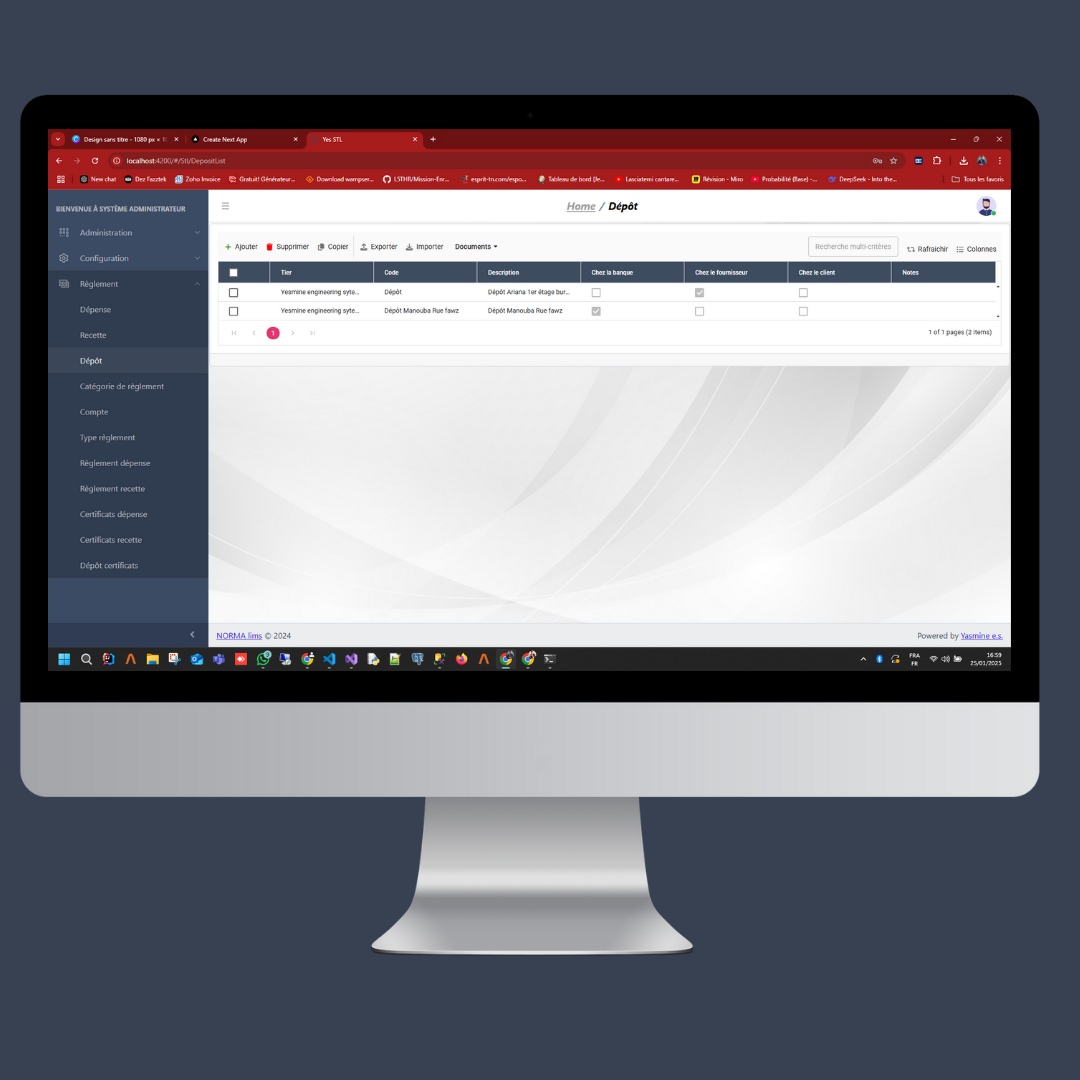 Design sans titre – 1080 px × 10
Create Next App
Yes STL
localhost:4200/#/Stl/DepositList
New chat
Dez Fazztek
Zoho Invoice
Gratuit! Générateur...
Download wampser...
L5THR/Mission-Enr...
esprit-tn.com/espo...
Tableau de bord (Je...
Lasciatemi cantare...
Révision - Miro
Probabilité (Base) -...
DeepSeek - Into the...
Tous les favoris
BIENVENUE À SYSTÈME ADMINISTRATEUR
Administration
Configuration
Règlement
Dépense
Recette
Dépôt
Catégorie de règlement
Compte
Type règlement
Règlement dépense
Règlement recette
Certificats dépense
Certificats recette
Dépôt certificats
Home / Dépôt
Ajouter Supprimer Copier Exporter Importer Documents
Recherche multi-critères Rafraichir Colonnes
Tier Code Description Chez la banque Chez le fournisseur Chez le client Notes
Yesmine engineering syte... Dépôt Dépôt Ariana 1er étage bur...
Yesmine engineering syte... Dépôt Manouba Rue fawz Dépôt Manouba Rue fawz
1
1 of 1 pages (2 items)
NORMA lims © 2024
Powered by Yasmine e.s.
FRA
FR
16:59
25/01/2025